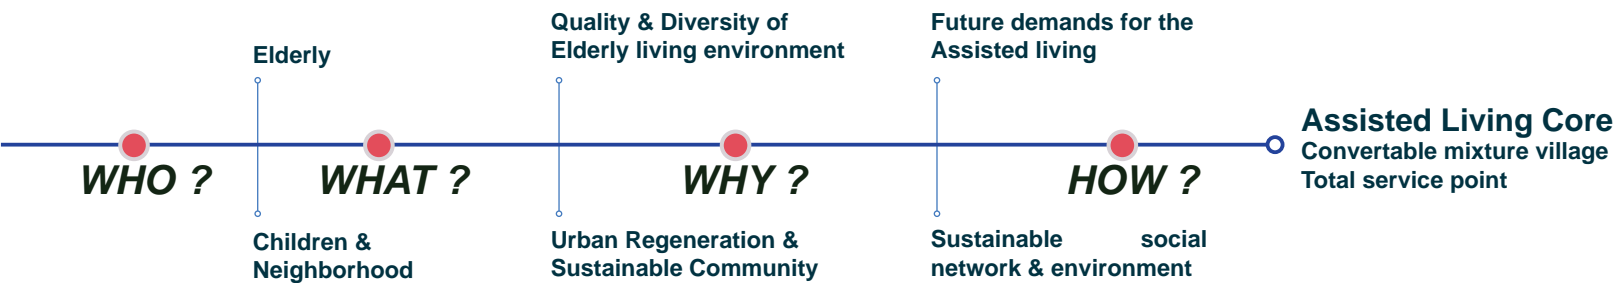 WHO ?
Elderly
Children &
Neighborhood
WHAT ?
Quality & Diversity of
Elderly living environment
Urban Regeneration &
Sustainable Community
WHY ?
Future demands for the
Assisted living
Sustainable social
network & environment
HOW ?
Assisted Living Core
Convertable mixture village
Total service point